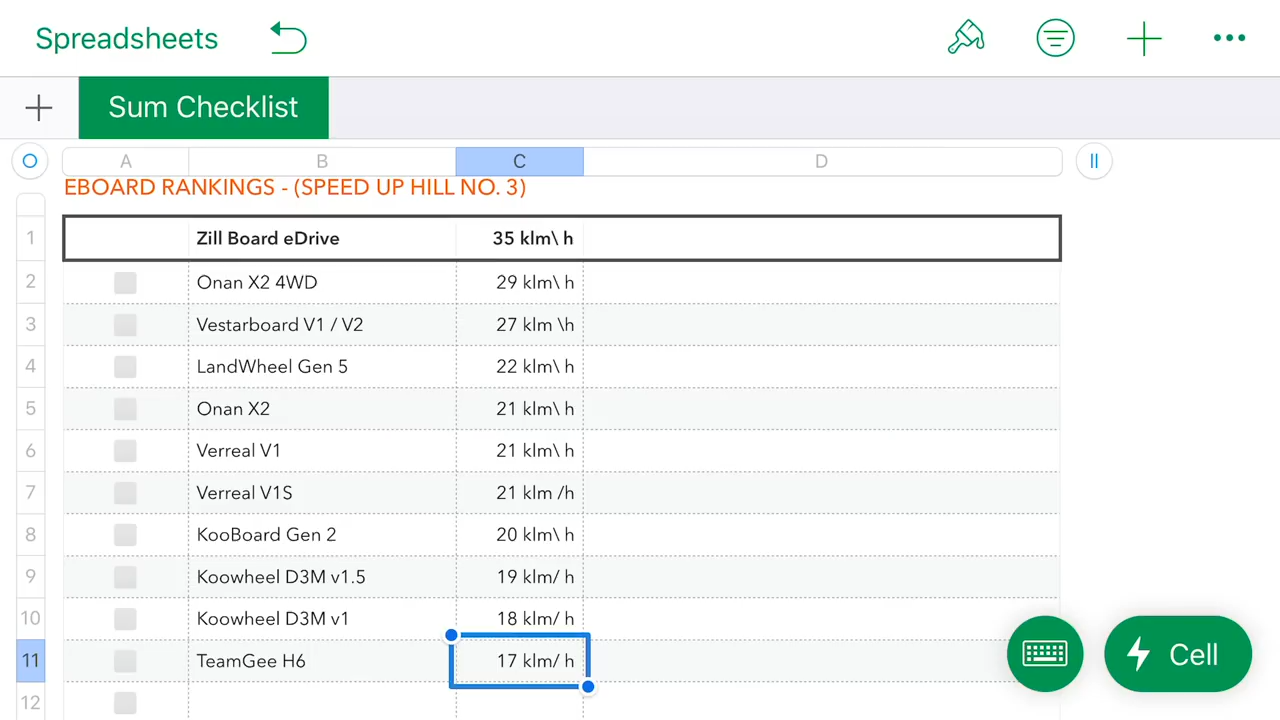 Spreadsheets
Sum Checklist
A B C D
EBOARD RANKINGS - (SPEED UP HILL NO. 3)
1 Zill Board eDrive 35 klm\ h
2 Onan X2 4WD 29 klm\ h
3 Vestarboard V1 / V2 27 klm \h
4 LandWheel Gen 5 22 klm\ h
5 Onan X2 21 klm\ h
6 Verreal V1 21 klm\ h
7 Verreal V1S 21 klm /h
8 KooBoard Gen 2 20 klm\ h
9 Koowheel D3M v1.5 19 klm/ h
10 Koowheel D3M v1 18 klm/ h
11 TeamGee H6 17 klm/ h
12
Cell